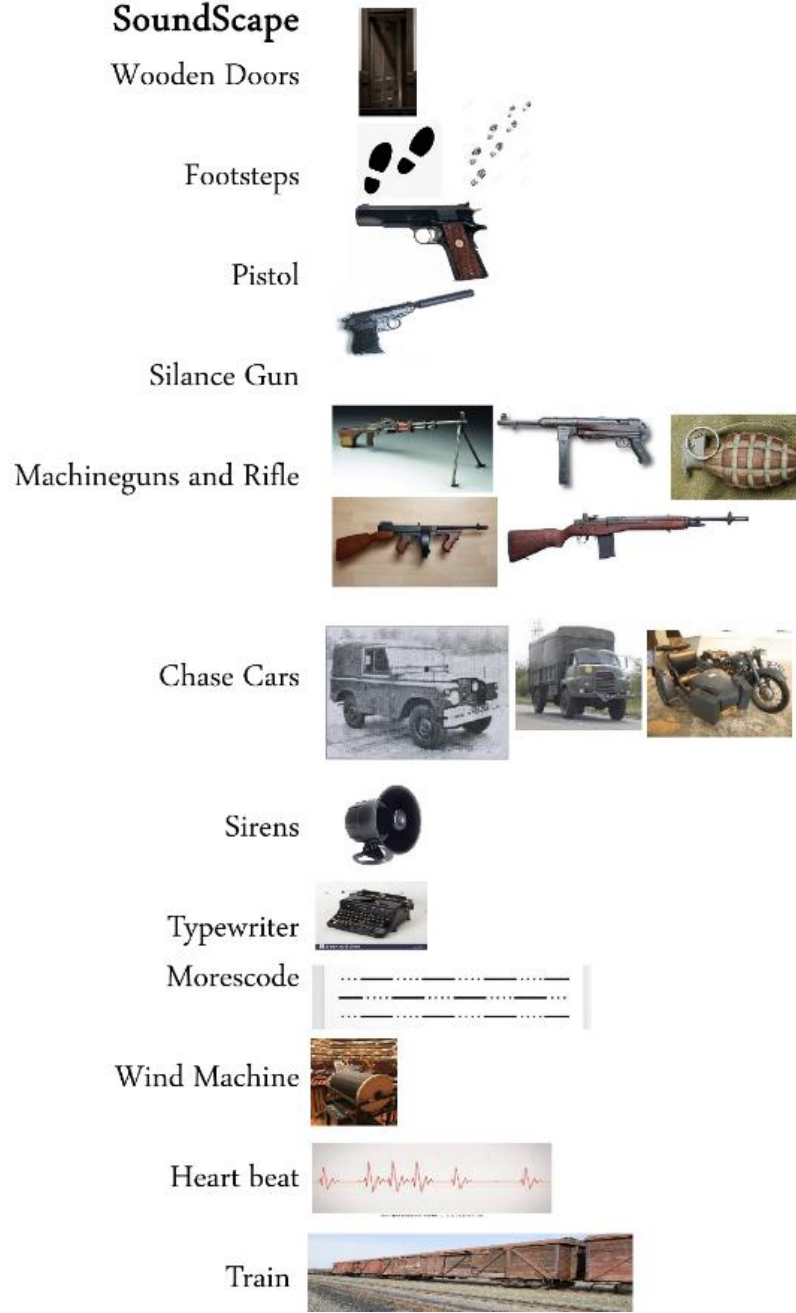 SoundScape
Wooden Doors
Footsteps
Pistol
Silance Gun
Machineguns and Rifle
Chase Cars
Sirens
Typewriter
Morescode
Wind Machine
Heart beat
Train